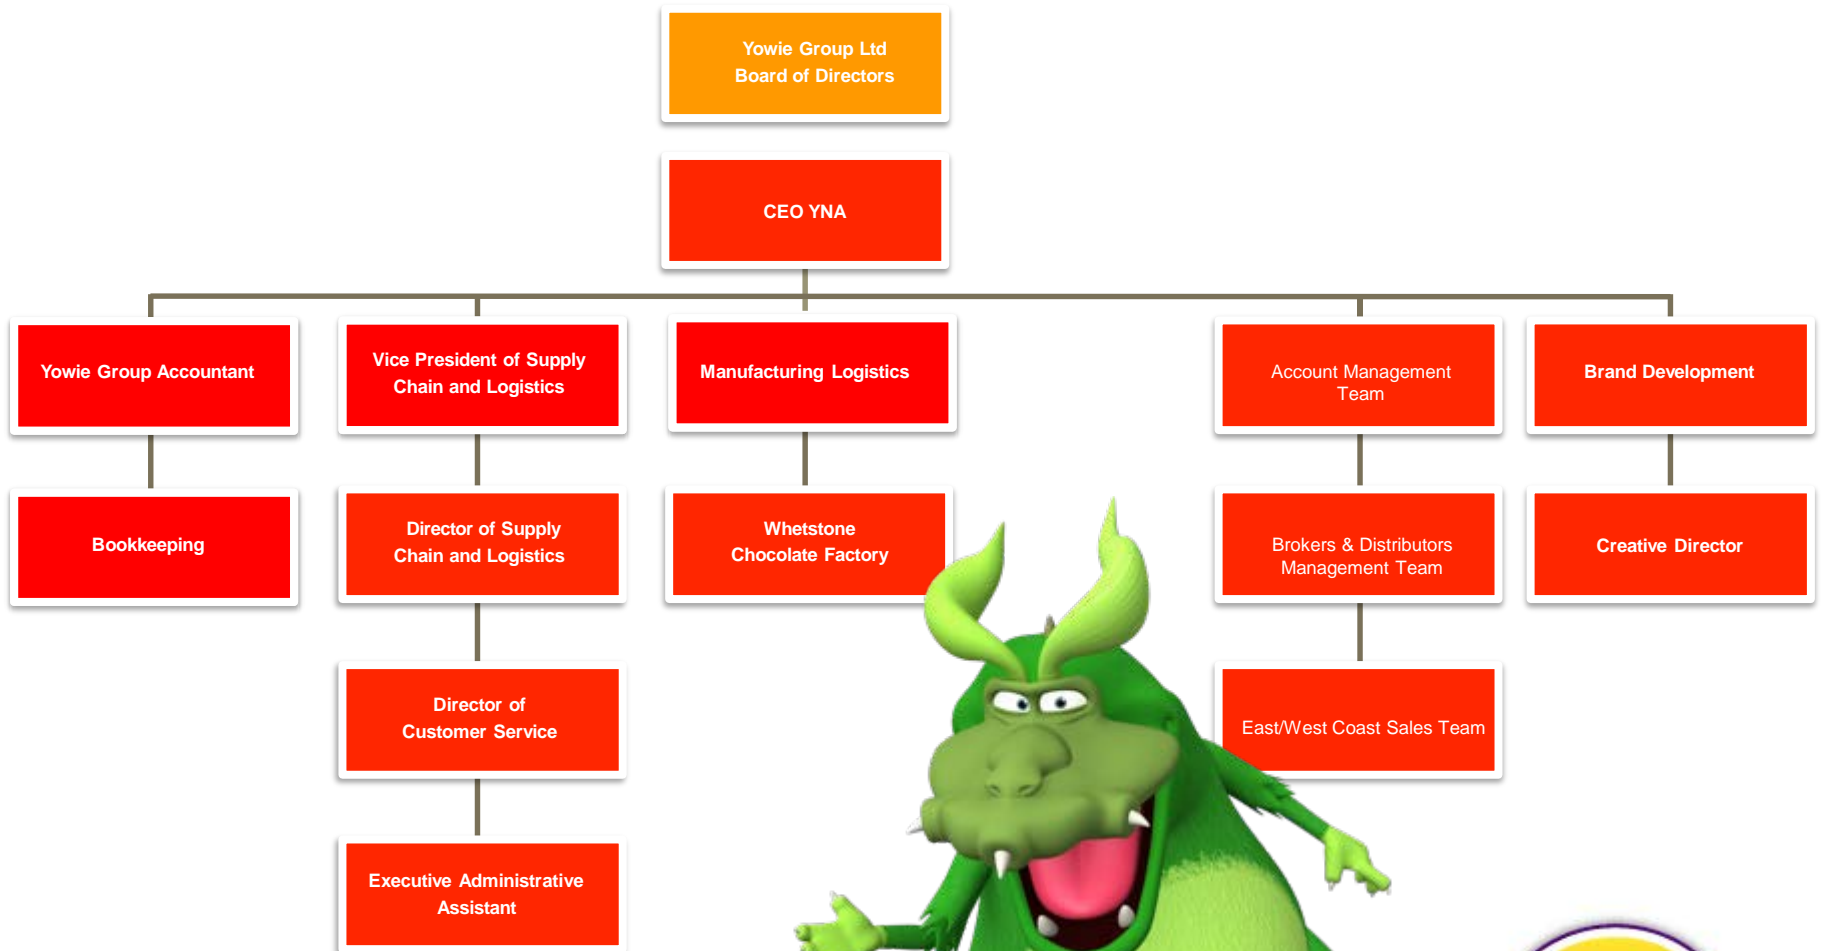 Yowie Group Ltd
Board of Directors
CEO YNA
Yowie Group Accountant
Vice President of Supply
Chain and Logistics
Manufacturing Logistics
Account Management
Team
Brand Development
Bookkeeping
Director of Supply
Chain and Logistics
Whetstone
Chocolate Factory
Brokers & Distributors
Management Team
Creative Director
Director of
Customer Service
East/West Coast Sales Team
Executive Administrative
Assistant